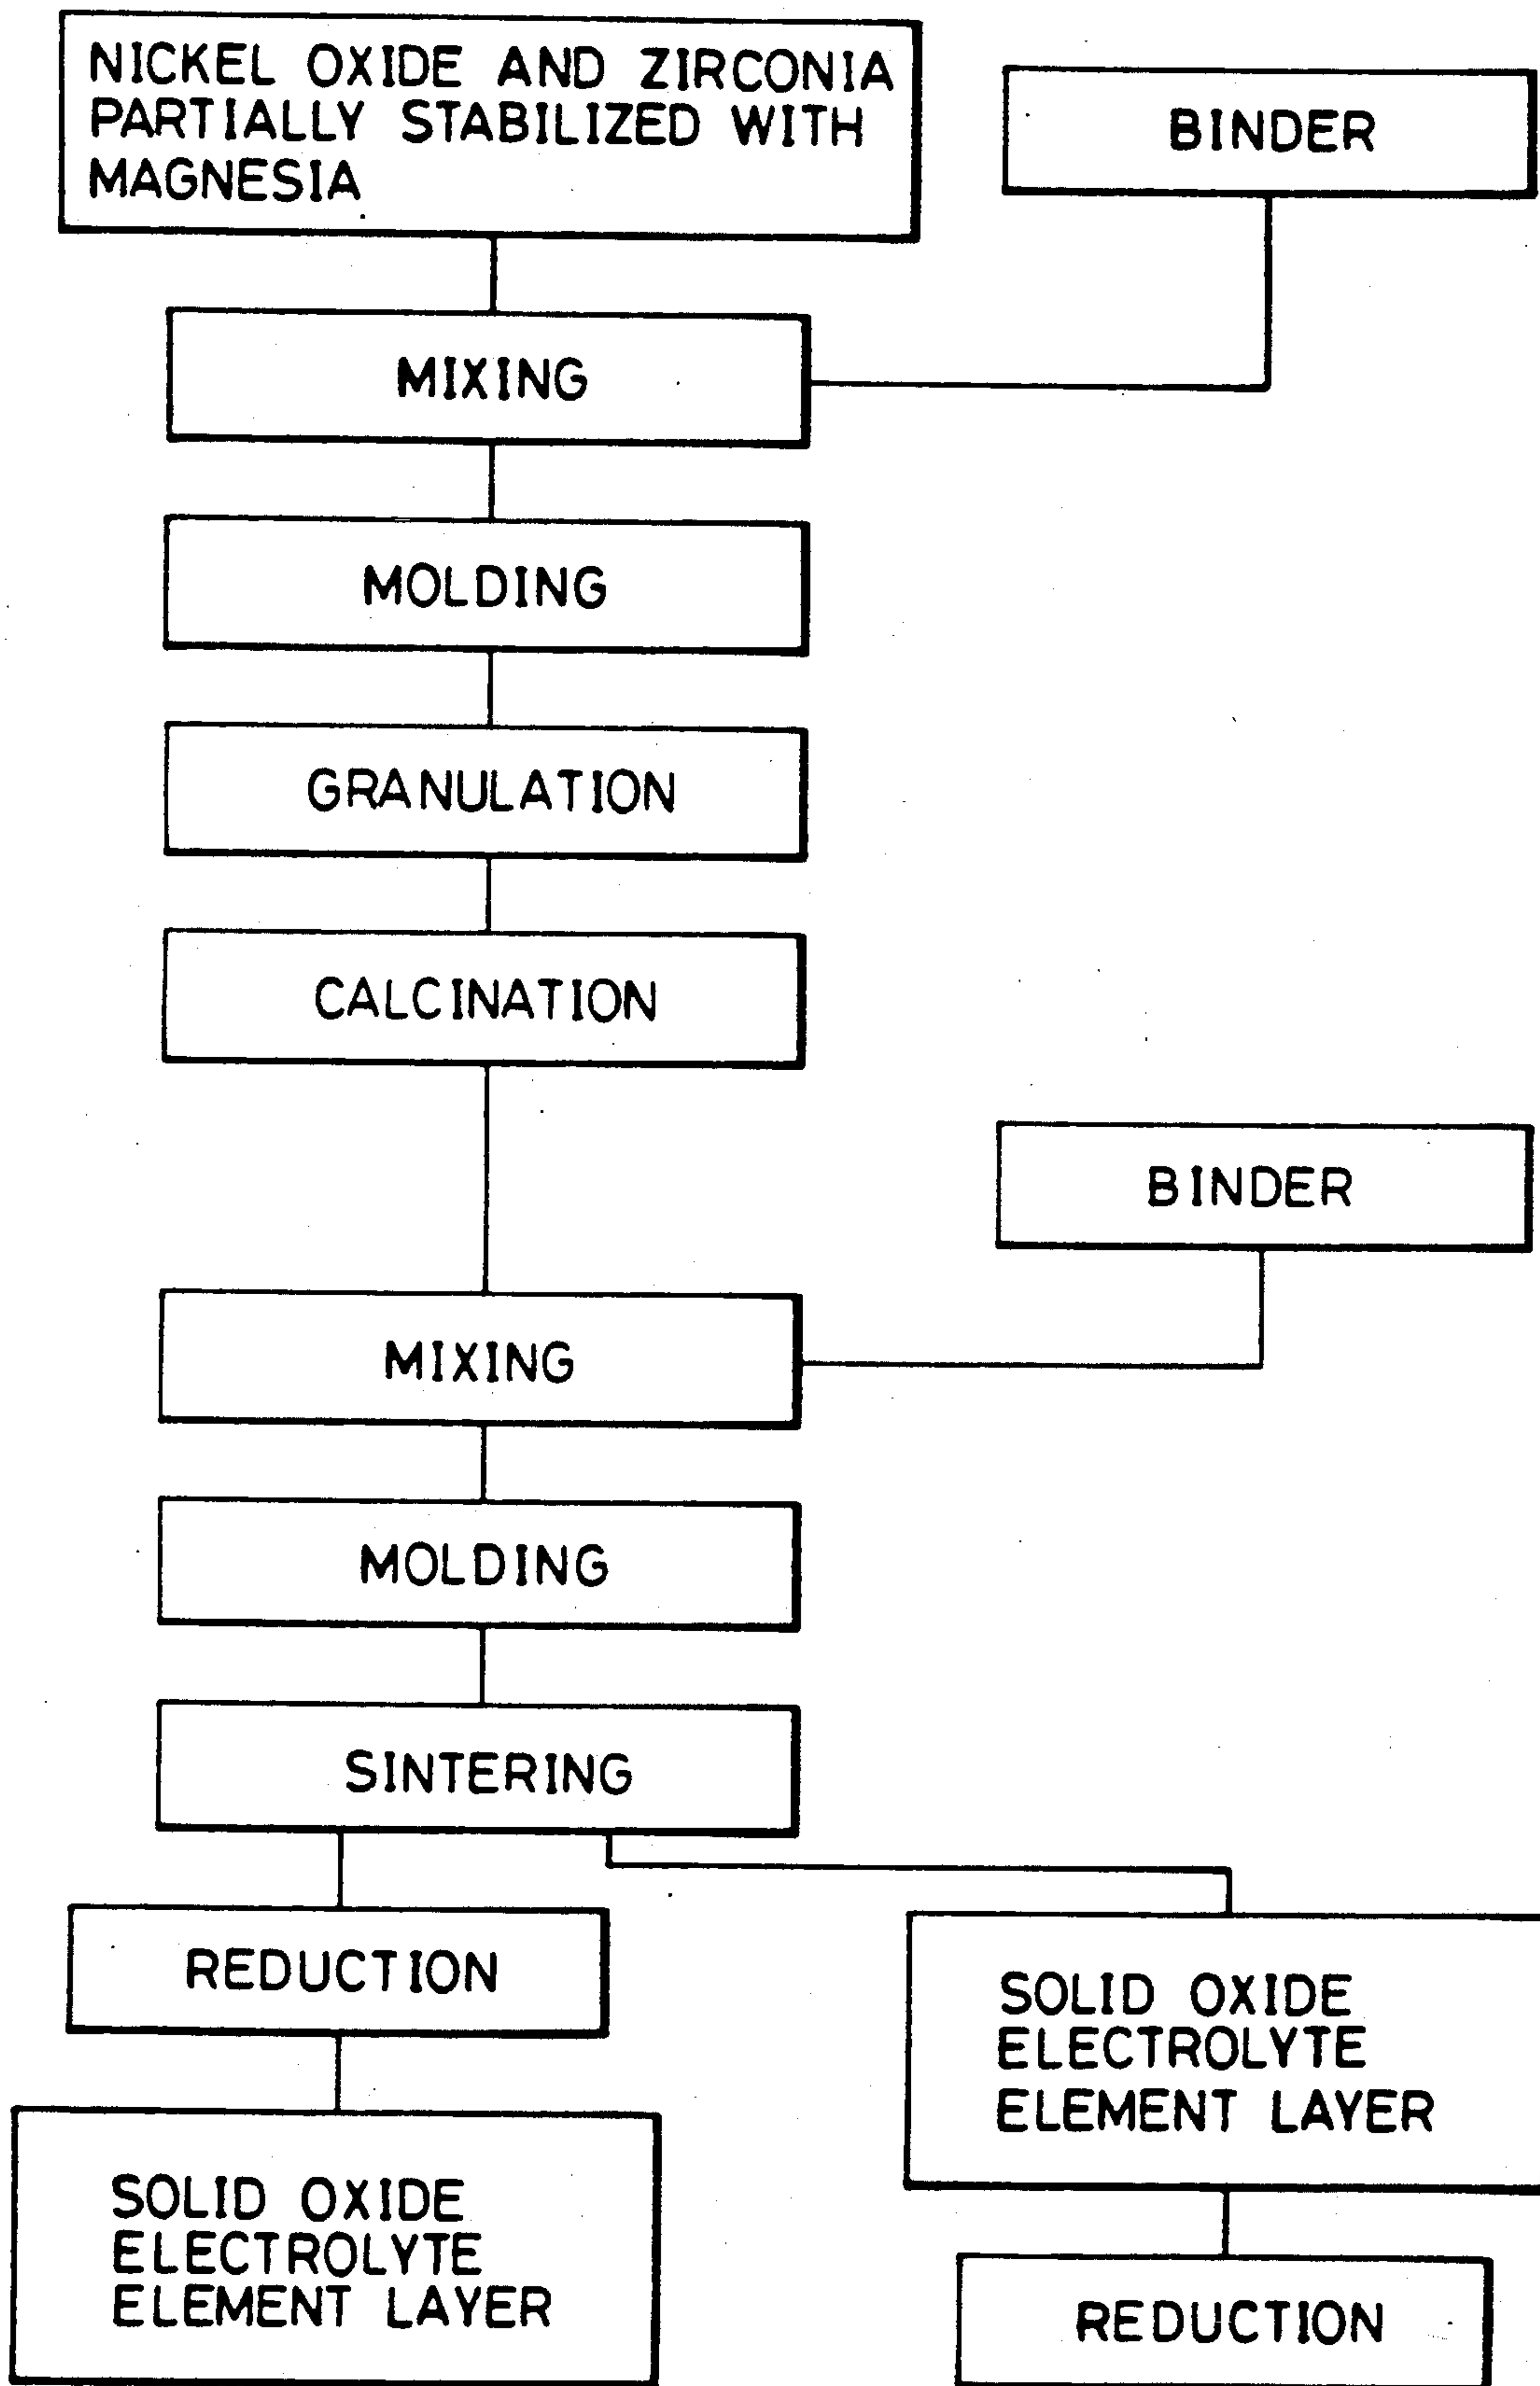 NICKEL OXIDE AND ZIRCONIA
PARTIALLY STABILIZED WITH
MAGNESIA
BINDER
MIXING
MOLDING
GRANULATION
CALCINATION
BINDER
MIXING
MOLDING
SINTERING
REDUCTION
SOLID OXIDE
ELECTROLYTE
ELEMENT LAYER
SOLID OXIDE
ELECTROLYTE
ELEMENT LAYER
REDUCTION